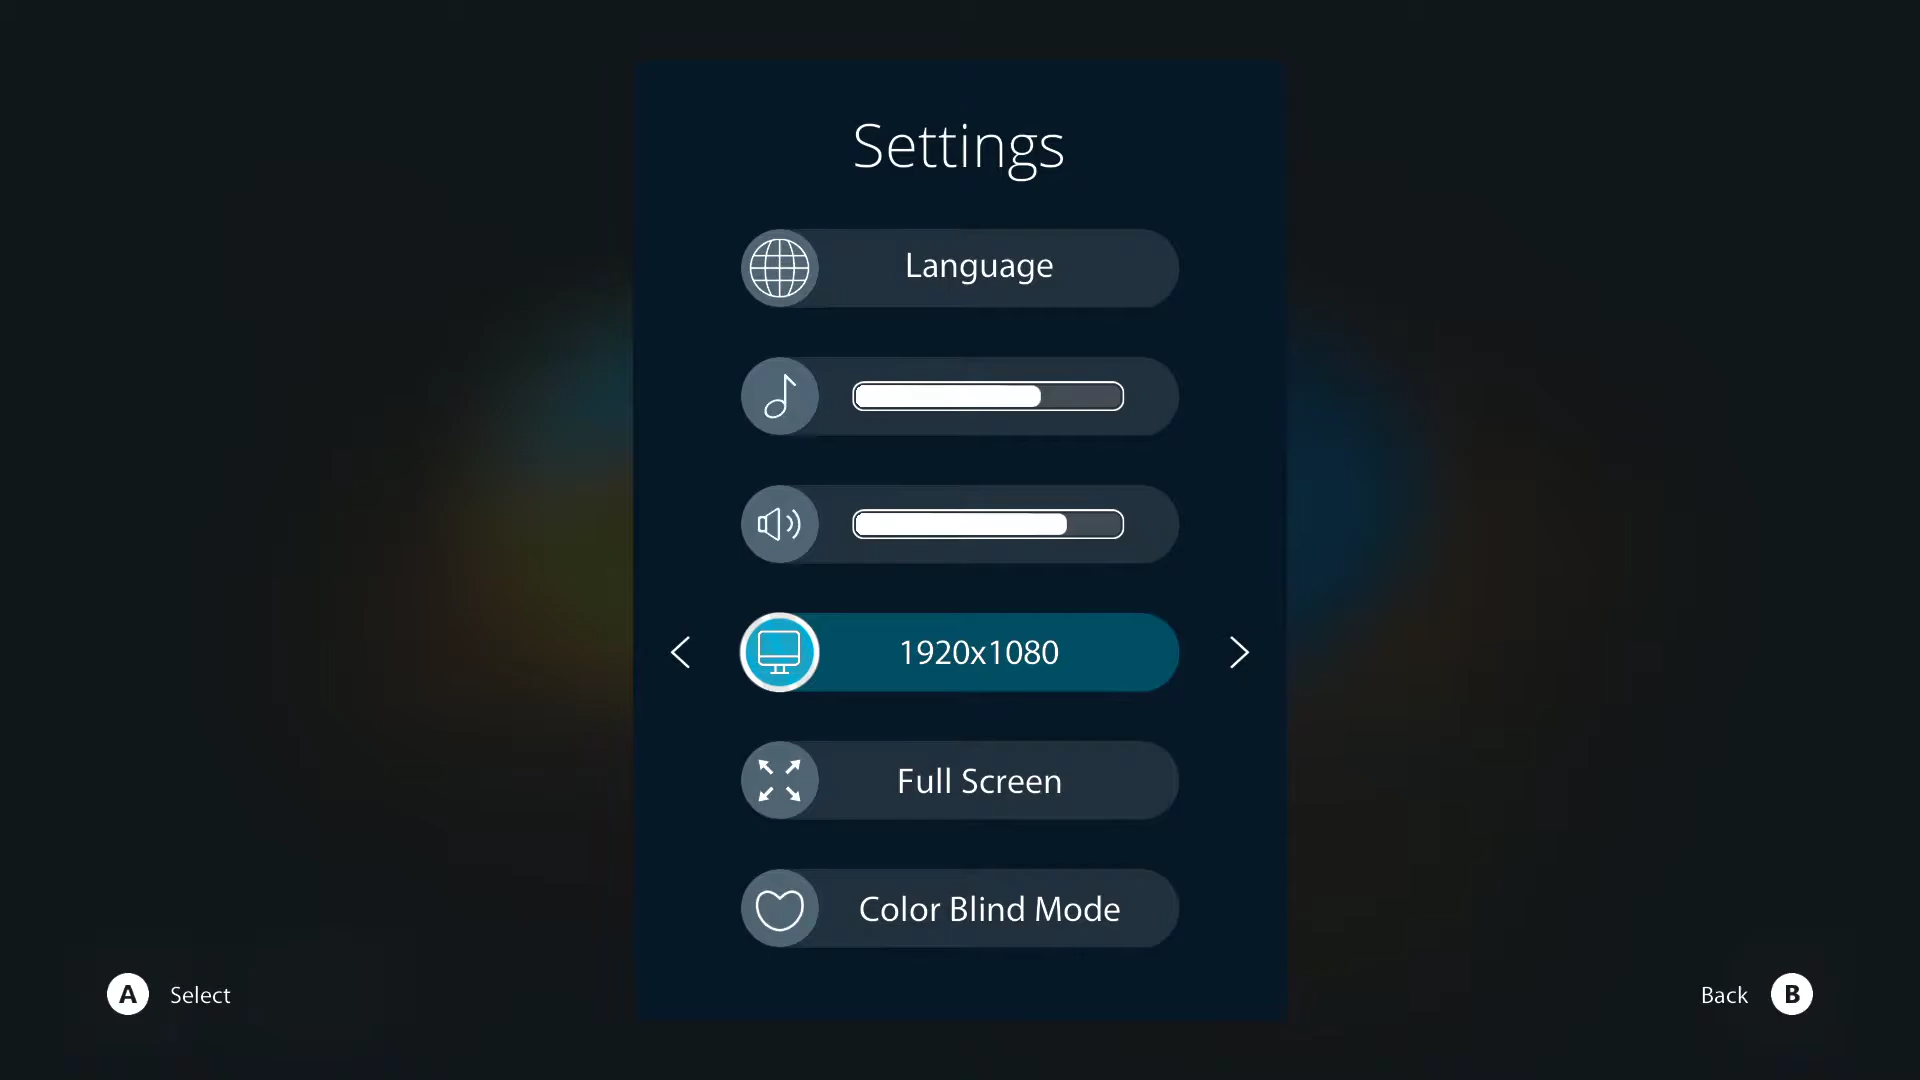 Settings
Language
1920x1080
Full Screen
Color Blind Mode
A Select
Back B